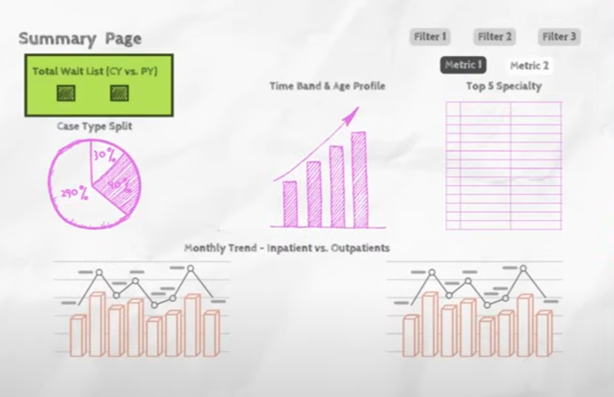 Summary Page
Filter 1
Filter 2
Filter 3
Total Wait List (CY vs. PY)
Metric 1
Metric 2
Time Band & Age Profile
Top 5 Specialty
Case Type Split
30%
290%
Monthly Trend - Inpatient vs. Outpatients